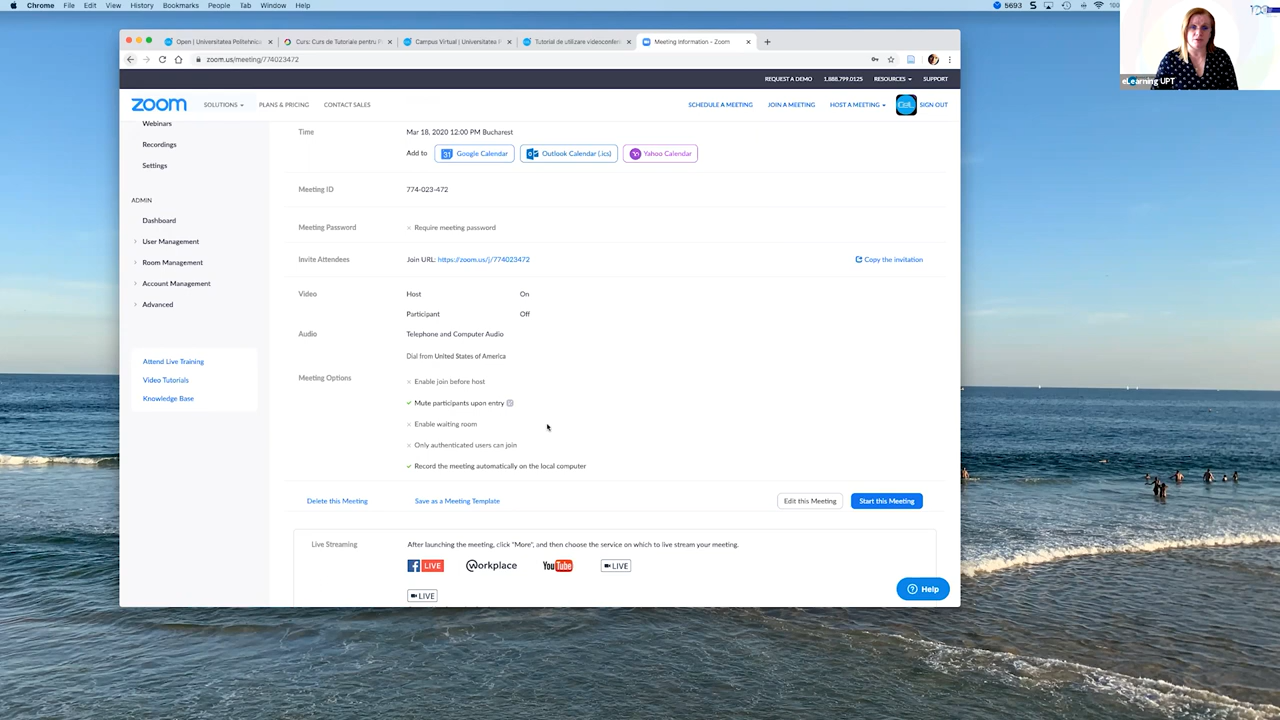 Chrome File Edit View History Bookmarks People Tab Window Help
5693
100
eLearning UPT
Open | Universitatea Politehnica
Curs: Curs de Tutoriale pentru P
Campus Virtual | Universitatea P
Tutorial de utilizare videoconferin
Meeting Information - Zoom
zoom.us/meeting/774023472
REQUEST A DEMO 1.888.799.0125 RESOURCES SUPPORT
zoom SOLUTIONS PLANS & PRICING CONTACT SALES SCHEDULE A MEETING JOIN A MEETING HOST A MEETING SIGN OUT
Webinars
Recordings
Settings
ADMIN
Dashboard
User Management
Room Management
Account Management
Advanced
Attend Live Training
Video Tutorials
Knowledge Base
Time Mar 18, 2020 12:00 PM Bucharest
Add to Google Calendar Outlook Calendar (.ics) Yahoo Calendar
Meeting ID 774-023-472
Meeting Password Require meeting password
Invite Attendees Join URL: https://zoom.us/j/774023472 Copy the invitation
Video Host On
Participant Off
Audio Telephone and Computer Audio
Dial from United States of America
Meeting Options Enable join before host
Mute participants upon entry
Enable waiting room
Only authenticated users can join
Record the meeting automatically on the local computer
Delete this Meeting Save as a Meeting Template Edit this Meeting Start this Meeting
Live Streaming After launching the meeting, click "More", and then choose the service on which to live stream your meeting.
f LIVE Workplace YouTube LIVE
LIVE
Help